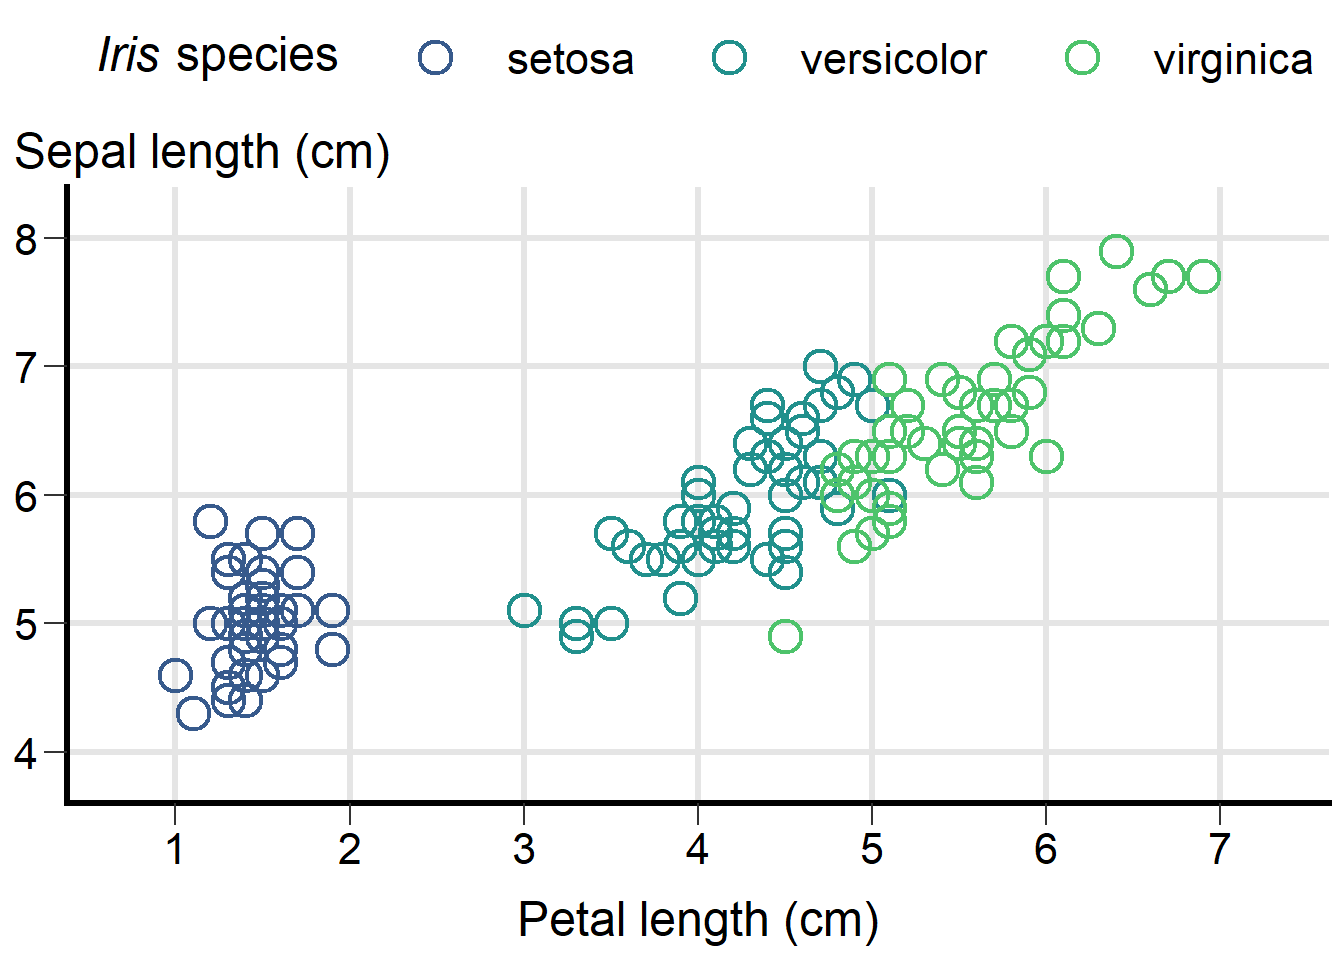 Iris species setosa versicolor virginica
Sepal length (cm)
8
7
6
5
4
1 2 3 4 5 6 7
Petal length (cm)